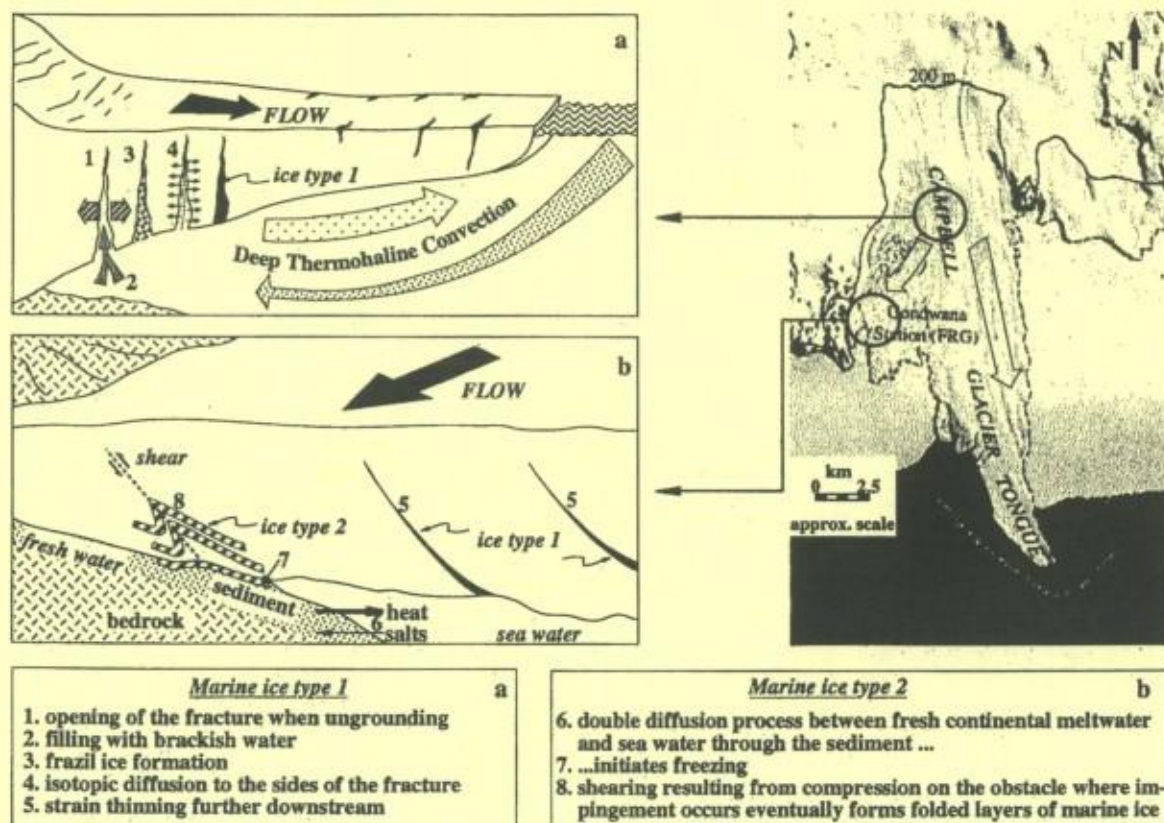 a
FLOW
1 3 4
ice type 1
2
Deep Thermohaline Convection
b
FLOW
shear
8
ice type 2
5
5
ice type 1
fresh water
7
sediment
bedrock
heat
6
salts
sea water
N
200 m
CAMPBELL
Gondwana
Station (FRG)
GLACIER TONGUE
km
0 2.5
approx. scale
Marine ice type 1 a
1. opening of the fracture when ungrounding
2. filling with brackish water
3. frazil ice formation
4. isotopic diffusion to the sides of the fracture
5. strain thinning further downstream
Marine ice type 2 b
6. double diffusion process between fresh continental meltwater
and sea water through the sediment ...
7. ...initiates freezing
8. shearing resulting from compression on the obstacle where im-
pingement occurs eventually forms folded layers of marine ice